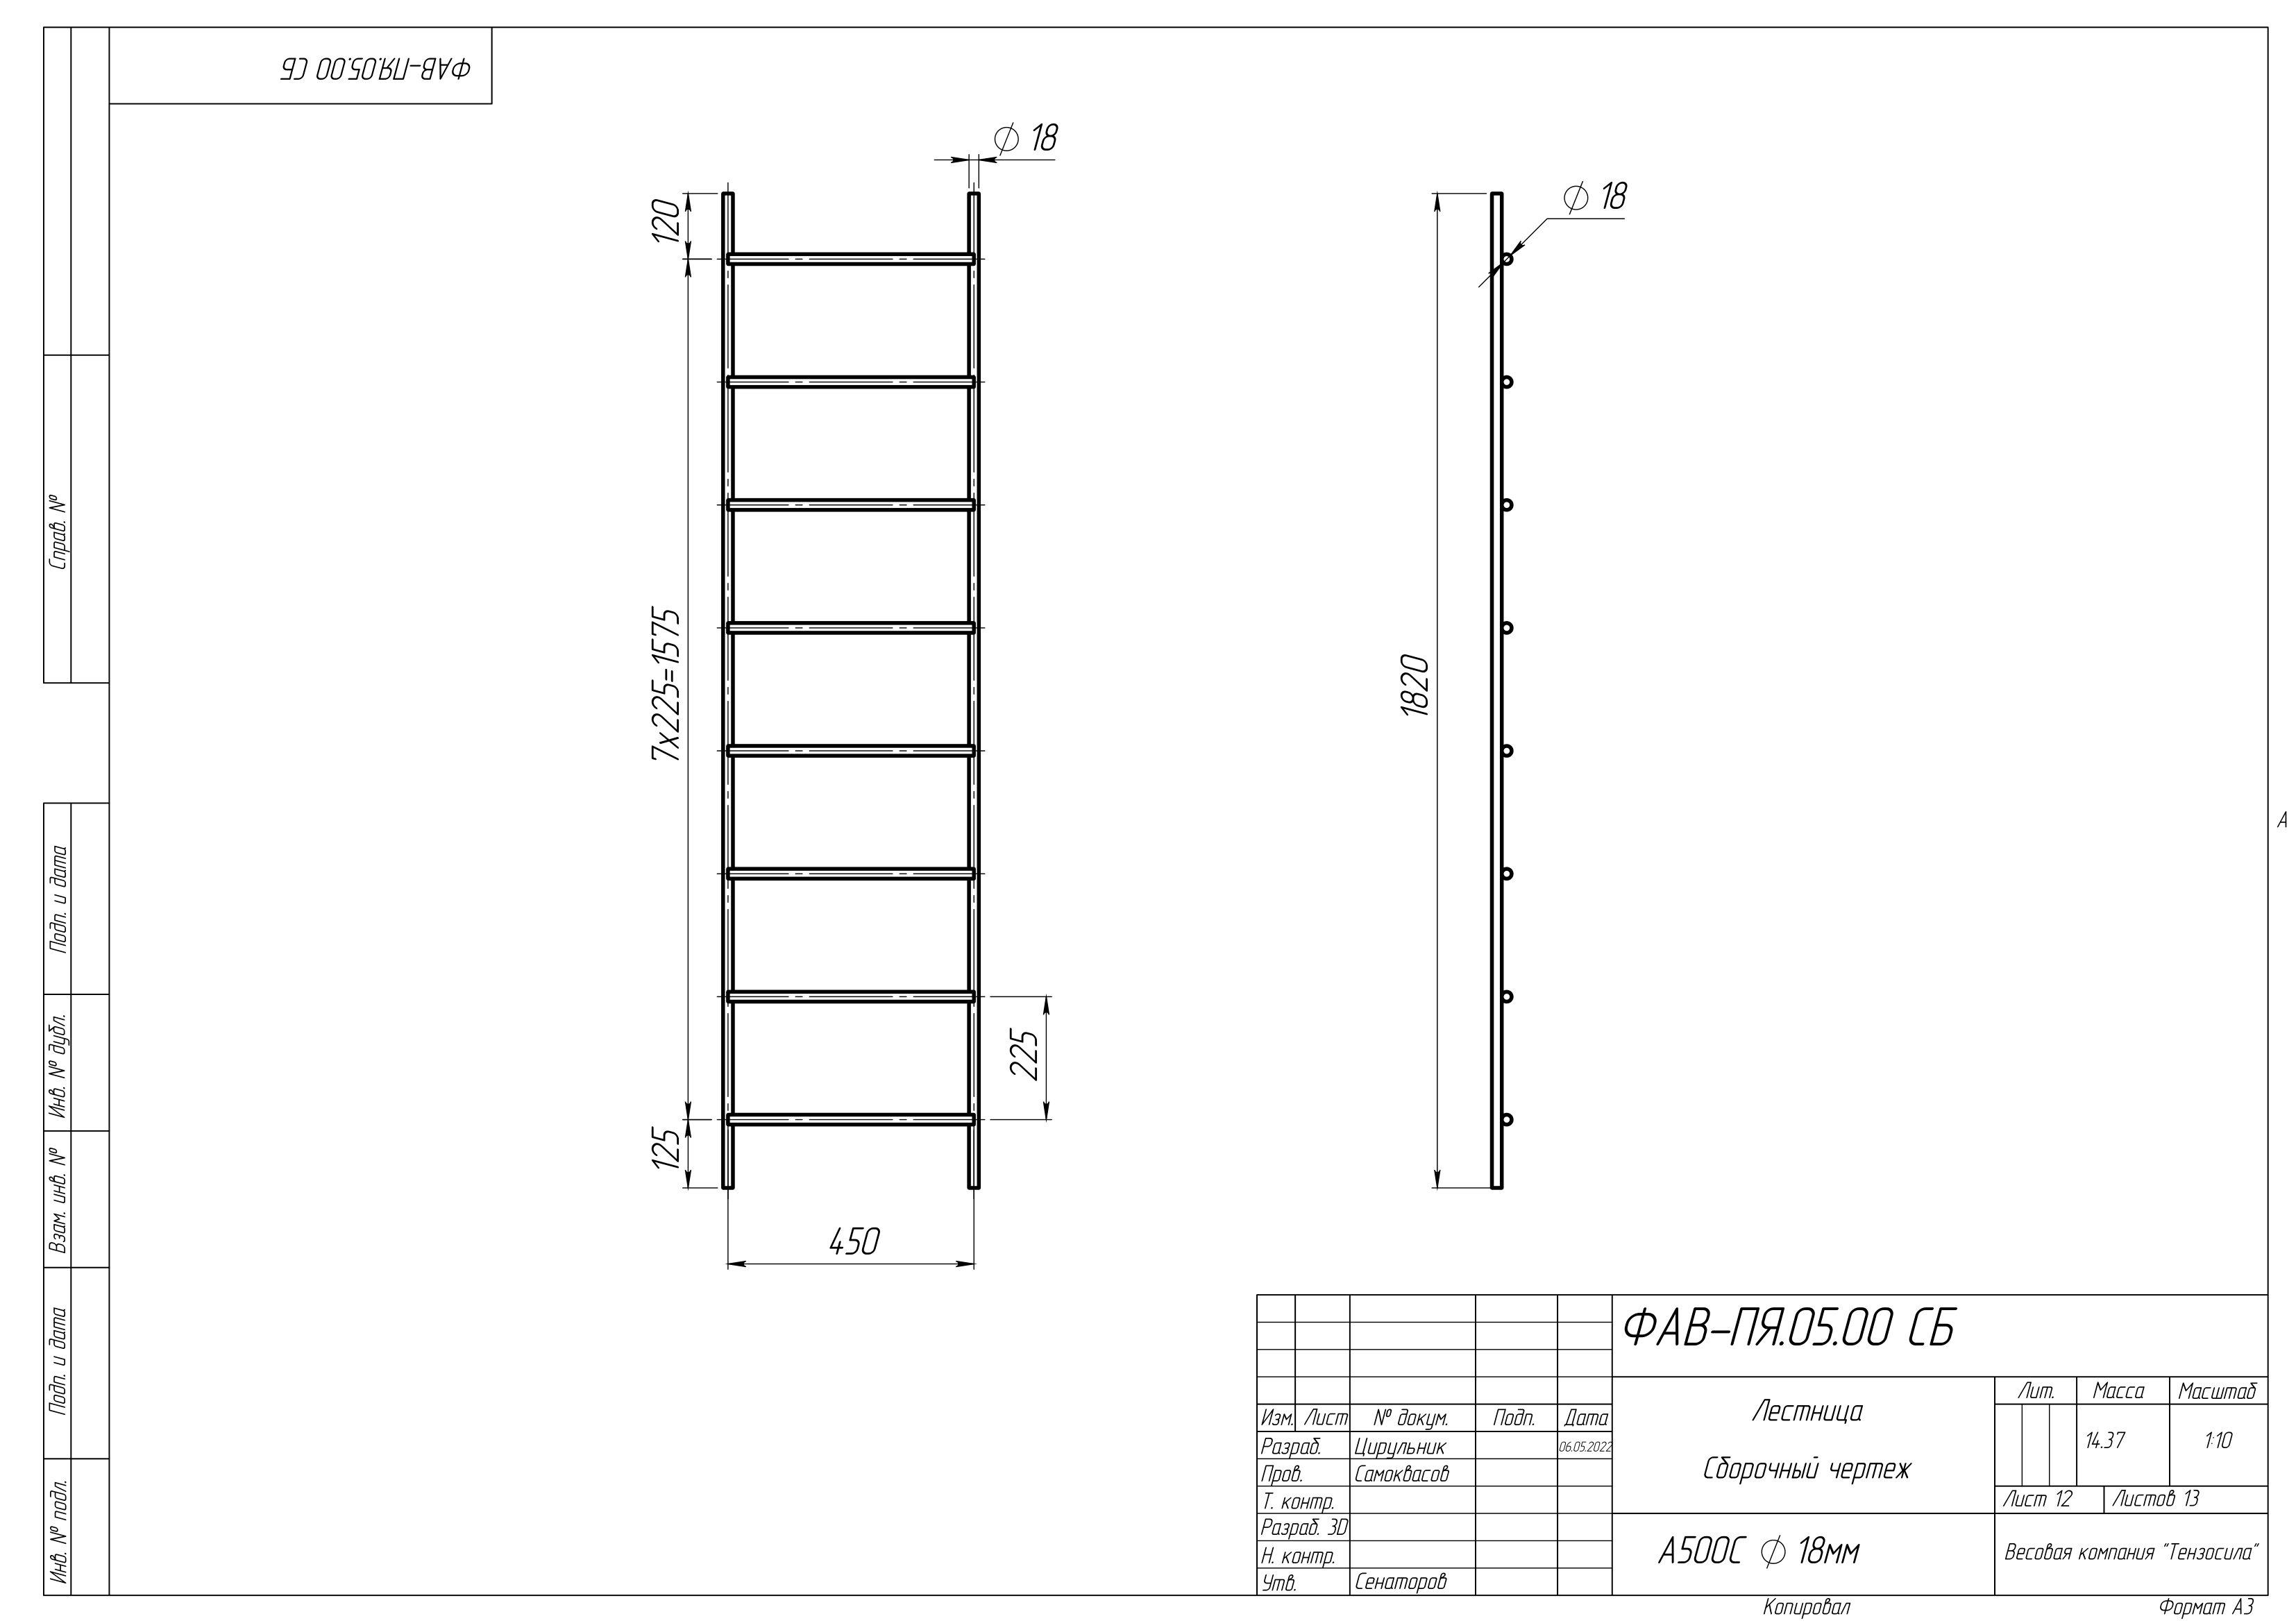 ФАВ-ПЯ.05.00 СБ
⌀ 18
⌀ 18
120
7x225=1575
1820
225
125
450
А
Справ. №
Подп. и дата
Инв. № дубл.
Взам. инв. №
Подп. и дата
Инв. № подл.
ФАВ-ПЯ.05.00 СБ
Лит. Масса Масштаб
Лестница
Сборочный чертеж
14.37 1:10
Изм. Лист № докум. Подп. Дата
Разраб. Цирульник 06.05.2022
Пров. Самоквасов
Т. контр.
Лист 12 Листов 13
Разраб. 3D
Н. контр.
Утв. Сенаторов
А500С ⌀ 18мм
Весовая компания "Тензосила"
Копировал Формат А3